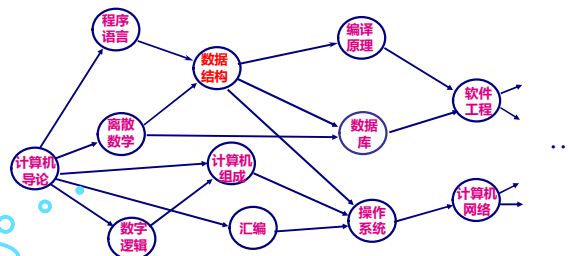 程序
语言
编译
原理
数据
结构
软件
工程
离散
数学
数据
库
计算机
导论
计算机
组成
计算机
网络
操作
系统
数字
逻辑
汇编